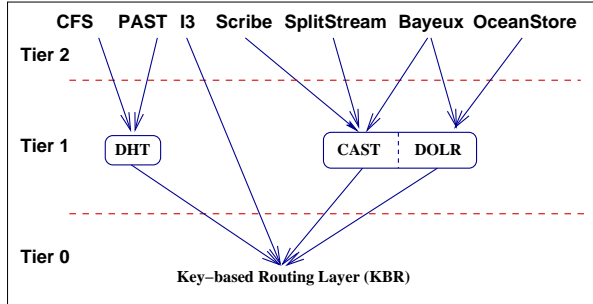 CFS PAST I3 Scribe SplitStream Bayeux OceanStore
Tier 2
Tier 1 DHT CAST DOLR
Tier 0
Key−based Routing Layer (KBR)